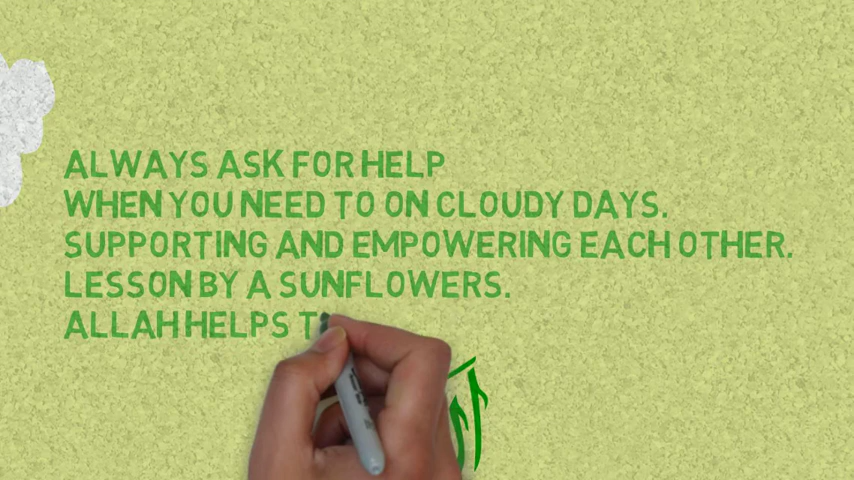 ALWAYS ASK FOR HELP
WHEN YOU NEED TO ON CLOUDY DAYS.
SUPPORTING AND EMPOWERING EACH OTHER.
LESSON BY A SUNFLOWERS.
ALLAH HELPS